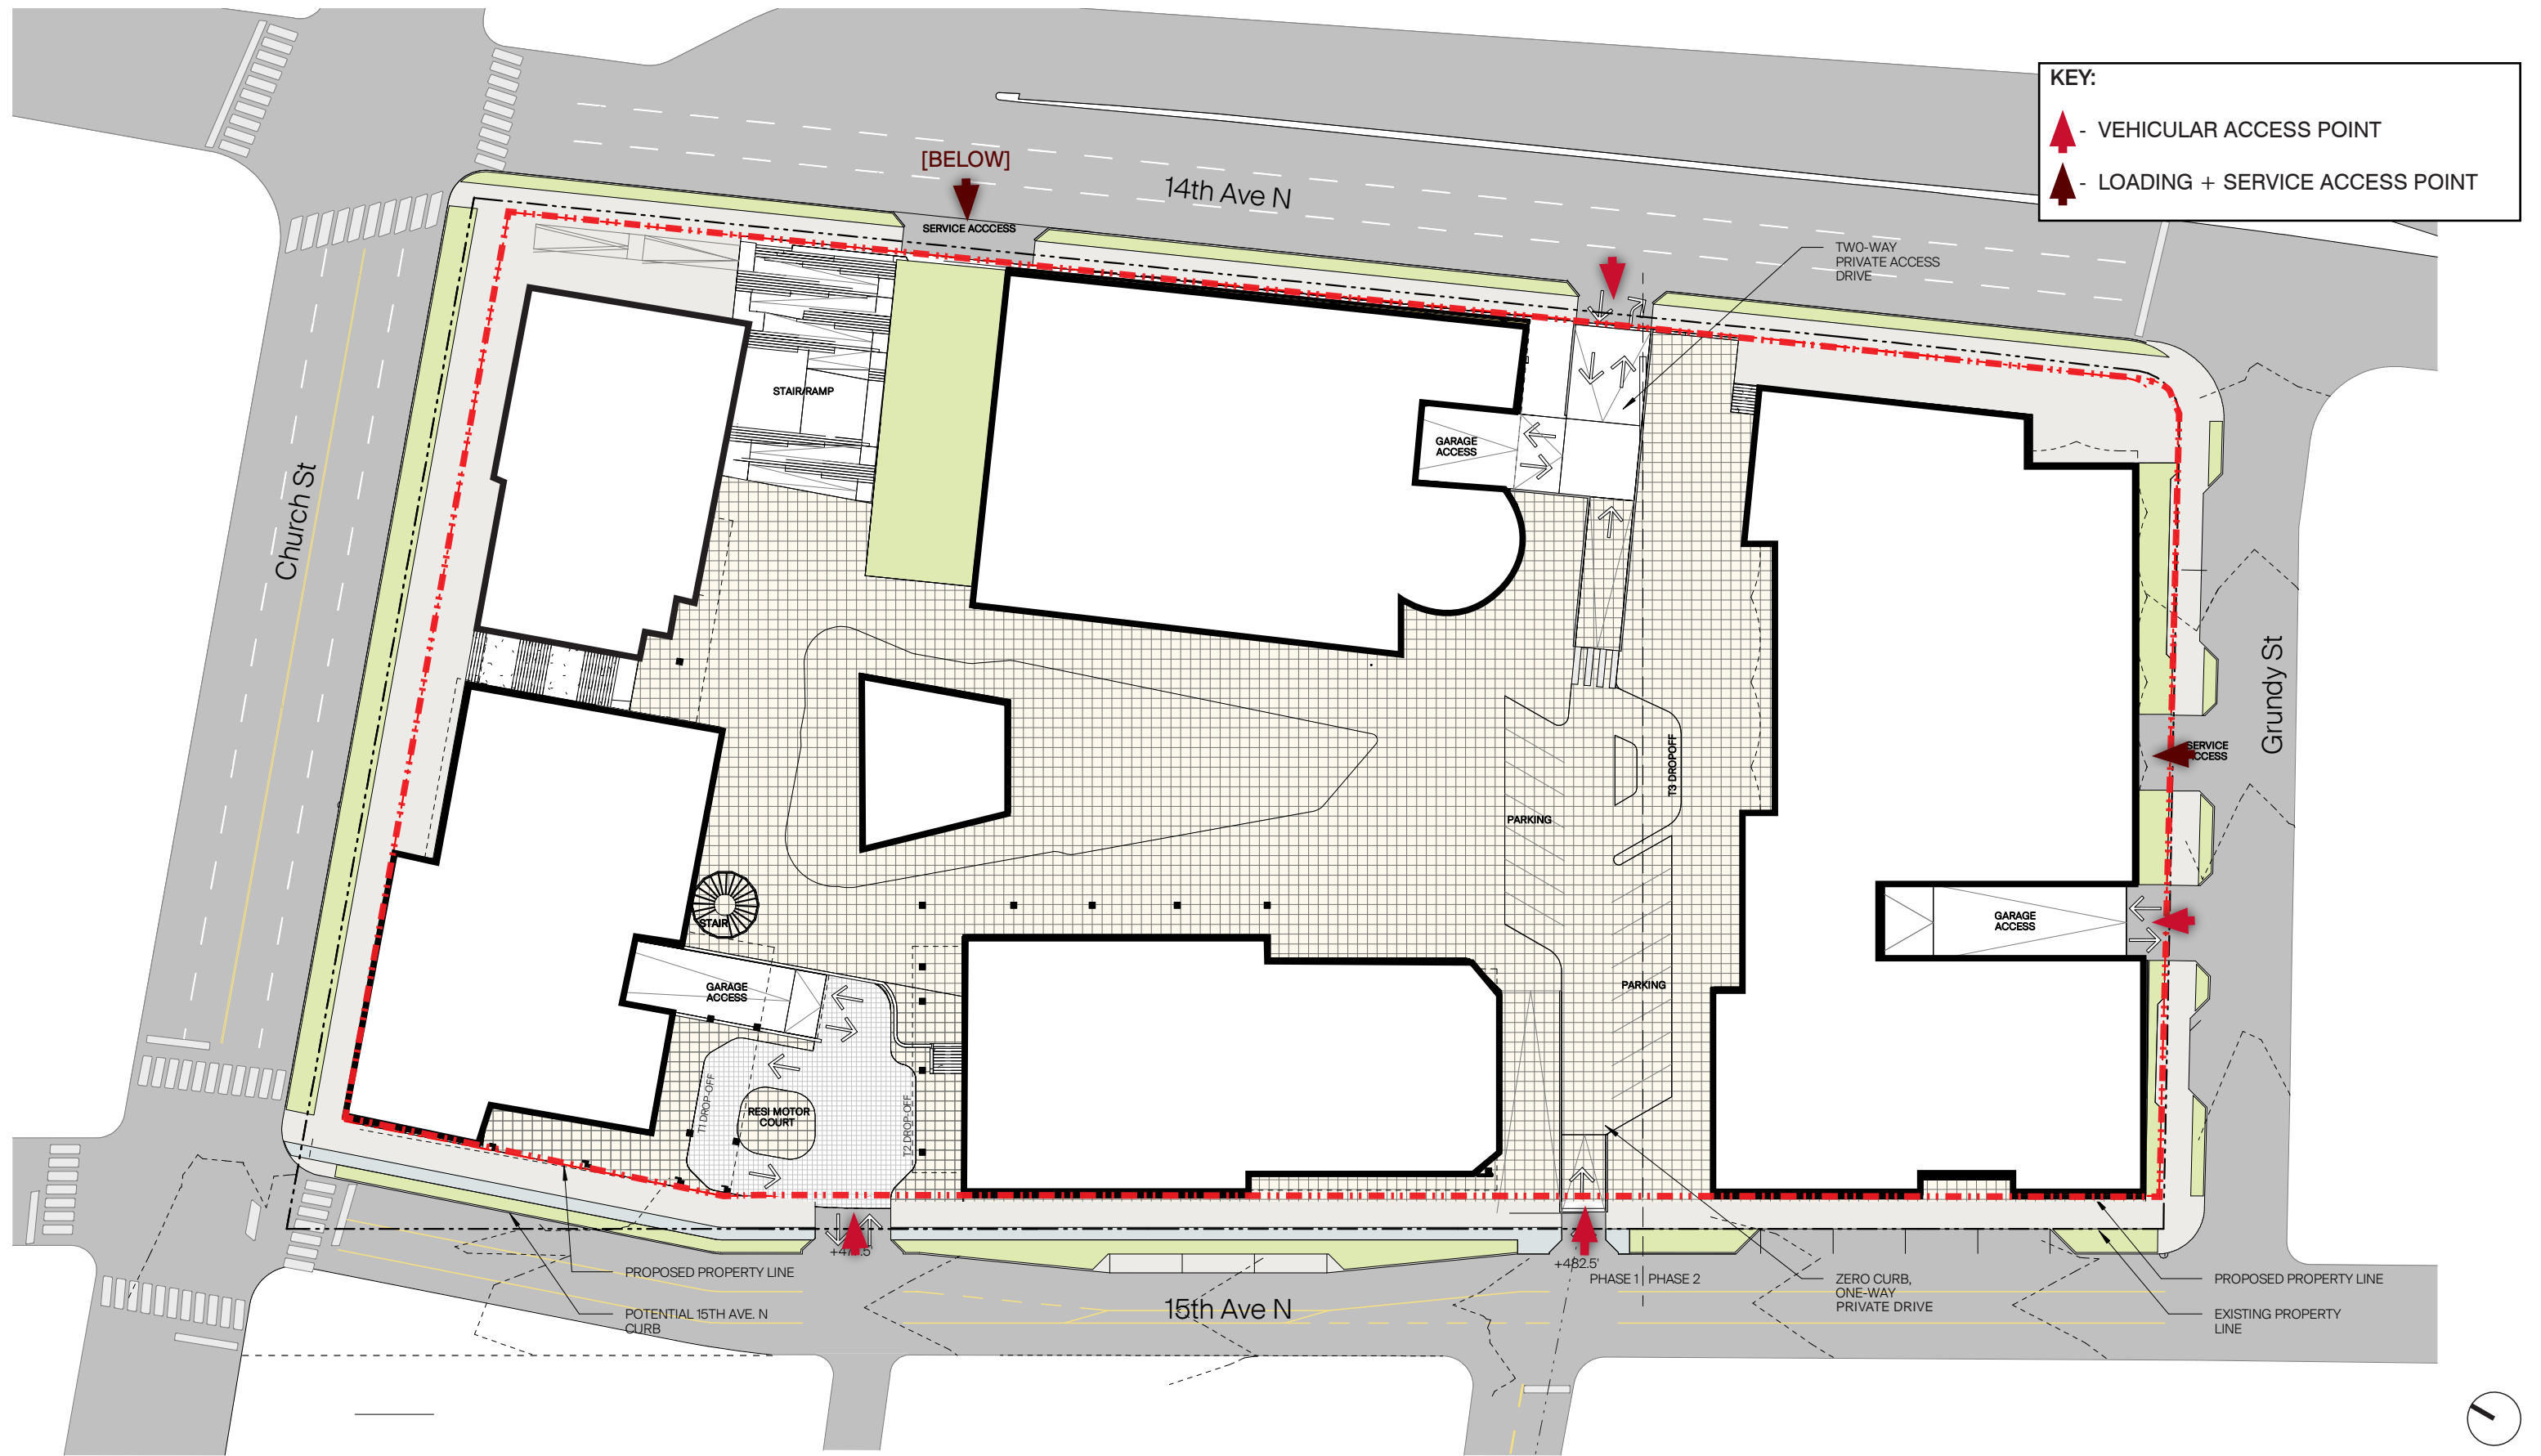 KEY:
- VEHICULAR ACCESS POINT
- LOADING + SERVICE ACCESS POINT
[BELOW]
14th Ave N
SERVICE ACCCESS
TWO-WAY
PRIVATE ACCESS
DRIVE
STAIR/RAMP
GARAGE
ACCESS
Church St
Grundy St
SERVICE
ACCESS
T3 DROPOFF
PARKING
STAIR
GARAGE
ACCESS
GARAGE
ACCESS
PARKING
T1 DROP-OFF
RESI MOTOR
COURT
T2 DROP-OFF
+482.5'
PROPOSED PROPERTY LINE
PHASE 1 | PHASE 2
ZERO CURB,
ONE-WAY
PRIVATE DRIVE
PROPOSED PROPERTY LINE
POTENTIAL 15TH AVE. N
CURB
15th Ave N
EXISTING PROPERTY
LINE